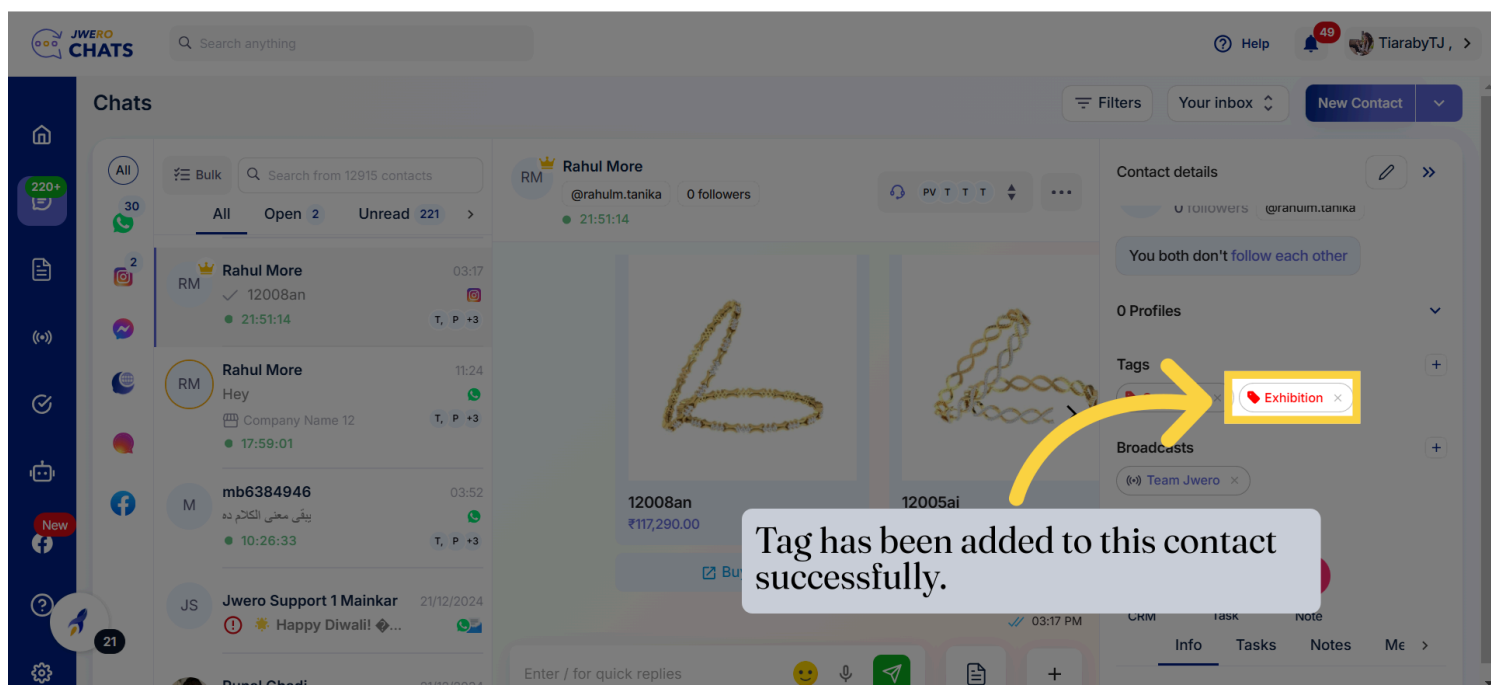 JWERO
CHATS
Search anything
Help
49
TiarabyTJ ,
Chats
Filters
Your inbox
New Contact
220+
New
21
All
30
2
Bulk
Search from 12915 contacts
All
Open 2
Unread 221
RM
Rahul More
03:17
12008an
21:51:14
T, P +3
RM
Rahul More
11:24
Hey
Company Name 12
T, P +3
17:59:01
M
mb6384946
03:52
يبقى معنى الكلام ده
10:26:33
T, P +3
JS
Jwero Support 1 Mainkar
21/12/2024
Happy Diwali! �...
RM
Rahul More
@rahulm.tanika
0 followers
21:51:14
PV T T T
12008an
₹117,290.00
12005ai
03:17 PM
Enter / for quick replies
Contact details
0 followers
@rahulm.tanika
You both don't follow each other
0 Profiles
Tags
Exhibition
Broadcasts
Team Jwero
Tag has been added to this contact
successfully.
CRM
Task
Note
Info
Tasks
Notes